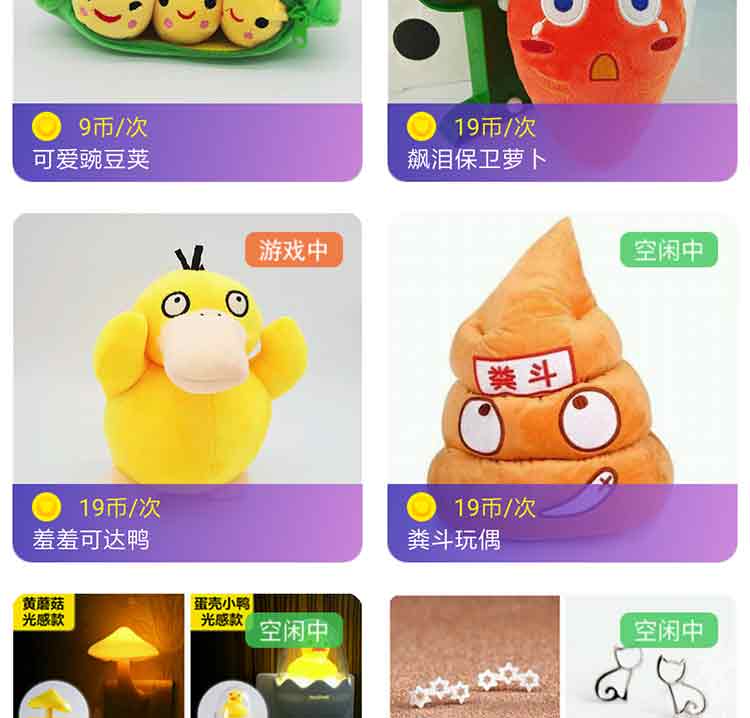 9币/次
可爱豌豆荚
19币/次
飙泪保卫萝卜
游戏中
19币/次
羞羞可达鸭
空闲中
粪斗
19币/次
粪斗玩偶
黄蘑菇
光感款
蛋壳小鸭
光感款
空闲中
空闲中